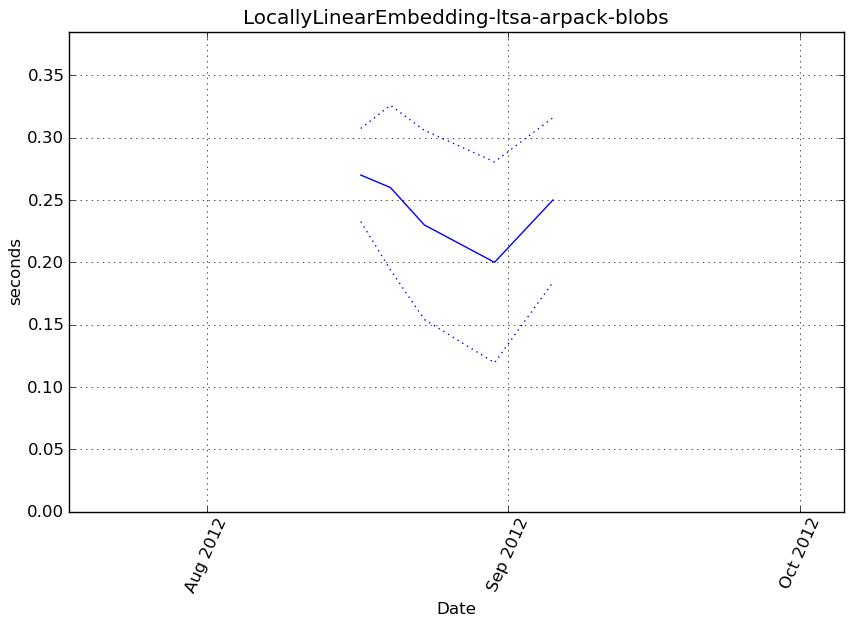 LocallyLinearEmbedding-ltsa-arpack-blobs
0.35
0.30
0.25
0.20
0.15
0.10
0.05
0.00
seconds
Aug 2012
Sep 2012
Oct 2012
Date